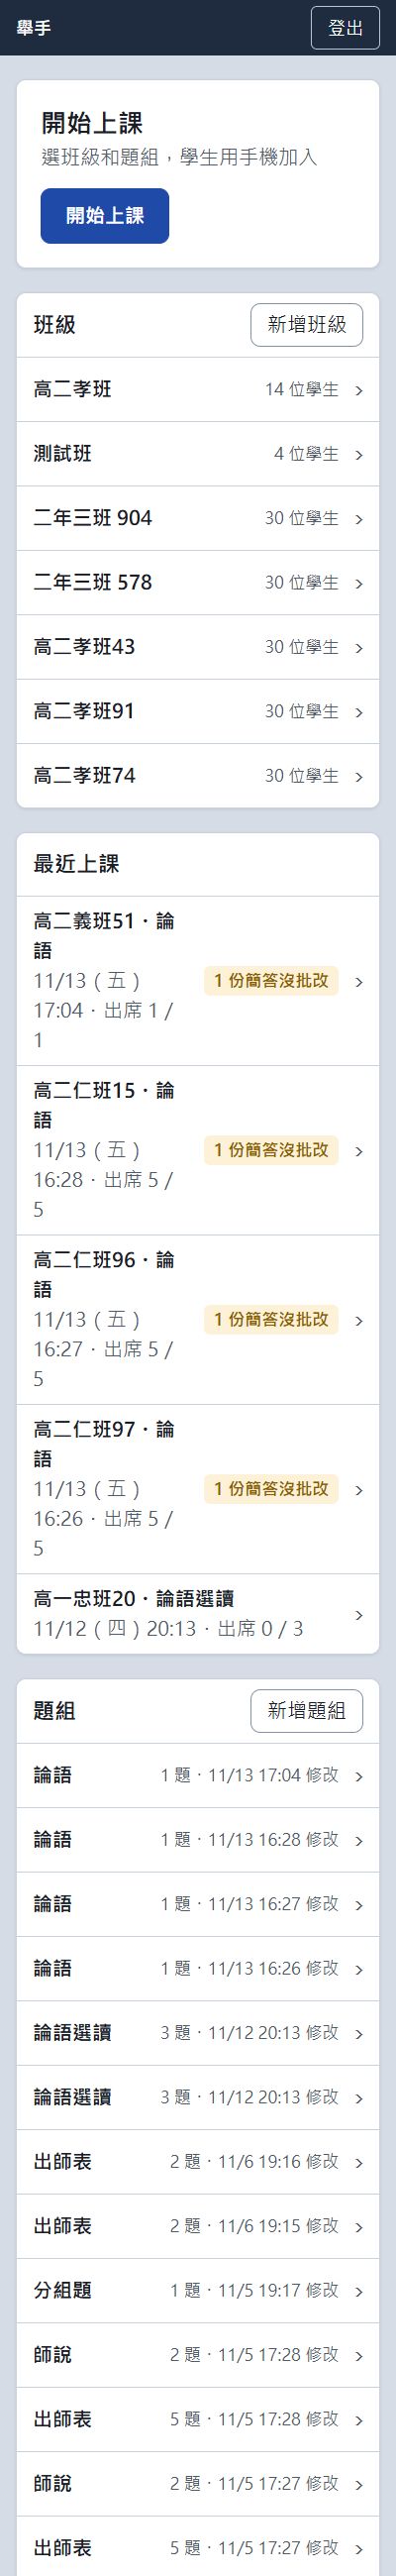 舉手
登出
開始上課
選班級和題組，學生用手機加入
開始上課
班級
新增班級
高二孝班
14 位學生
測試班
4 位學生
二年三班 904
30 位學生
二年三班 578
30 位學生
高二孝班43
30 位學生
高二孝班91
30 位學生
高二孝班74
30 位學生
最近上課
高二義班51・論
語
11/13（五）
17:04・出席 1 /
1
1 份簡答沒批改
高二仁班15・論
語
11/13（五）
16:28・出席 5 /
5
1 份簡答沒批改
高二仁班96・論
語
11/13（五）
16:27・出席 5 /
5
1 份簡答沒批改
高二仁班97・論
語
11/13（五）
16:26・出席 5 /
5
1 份簡答沒批改
高一忠班20・論語選讀
11/12（四）20:13・出席 0 / 3
題組
新增題組
論語
1 題・11/13 17:04 修改
論語
1 題・11/13 16:28 修改
論語
1 題・11/13 16:27 修改
論語
1 題・11/13 16:26 修改
論語選讀
3 題・11/12 20:13 修改
論語選讀
3 題・11/12 20:13 修改
出師表
2 題・11/6 19:16 修改
出師表
2 題・11/6 19:15 修改
分組題
1 題・11/5 19:17 修改
師說
2 題・11/5 17:28 修改
出師表
5 題・11/5 17:28 修改
師說
2 題・11/5 17:27 修改
出師表
5 題・11/5 17:27 修改